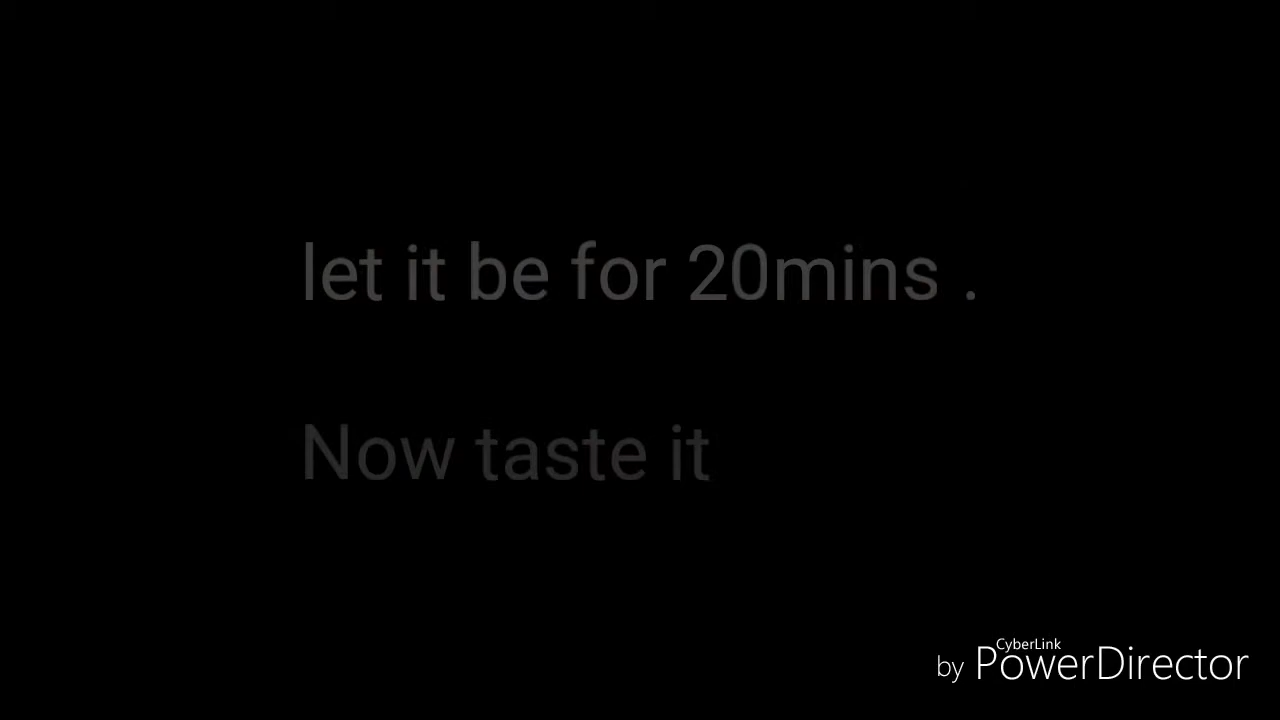 let it be for 20mins .
Now taste it
CyberLink
by PowerDirector